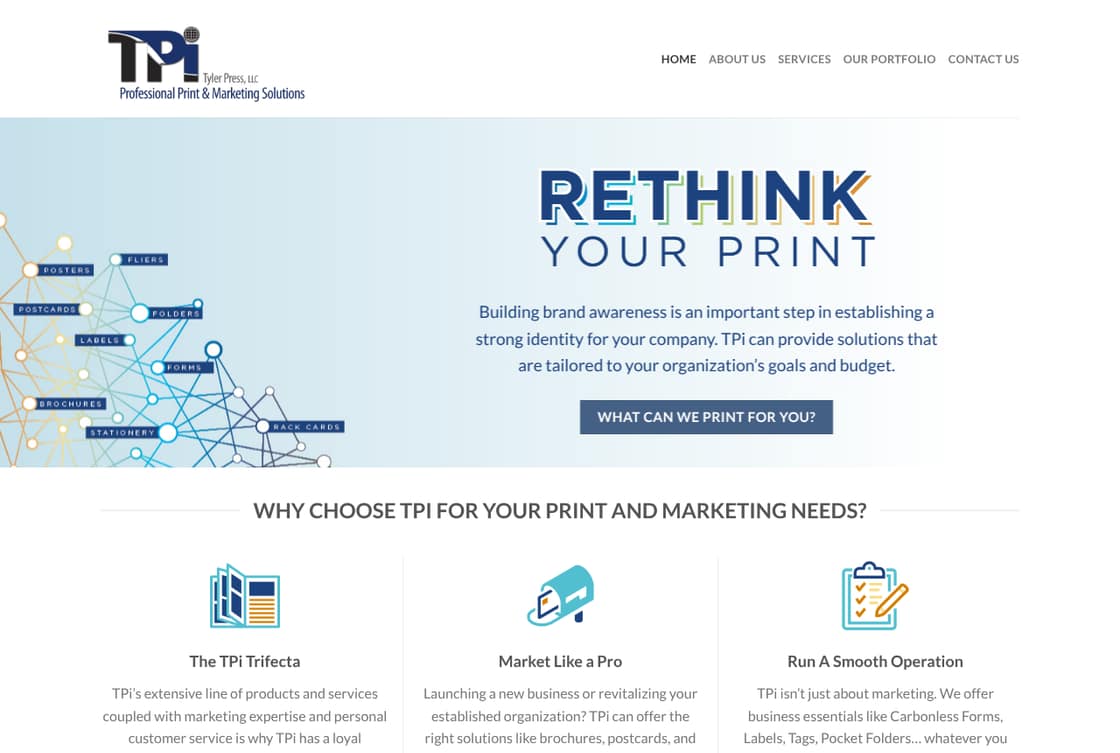 TPi
Tyler Press, LLC
Professional Print & Marketing Solutions
HOME ABOUT US SERVICES OUR PORTFOLIO CONTACT US
RETHINK
YOUR PRINT
Building brand awareness is an important step in establishing a
strong identity for your company. TPi can provide solutions that
are tailored to your organization's goals and budget.
WHAT CAN WE PRINT FOR YOU?
FLIERS
POSTERS
POSTCARDS
FOLDERS
LABELS
FORMS
BROCHURES
STATIONERY
RACK CARDS
WHY CHOOSE TPI FOR YOUR PRINT AND MARKETING NEEDS?
The TPi Trifecta
TPi's extensive line of products and services
coupled with marketing expertise and personal
customer service is why TPi has a loyal
Market Like a Pro
Launching a new business or revitalizing your
established organization? TPi can offer the
right solutions like brochures, postcards, and
Run A Smooth Operation
TPi isn't just about marketing. We offer
business essentials like Carbonless Forms,
Labels, Tags, Pocket Folders... whatever you